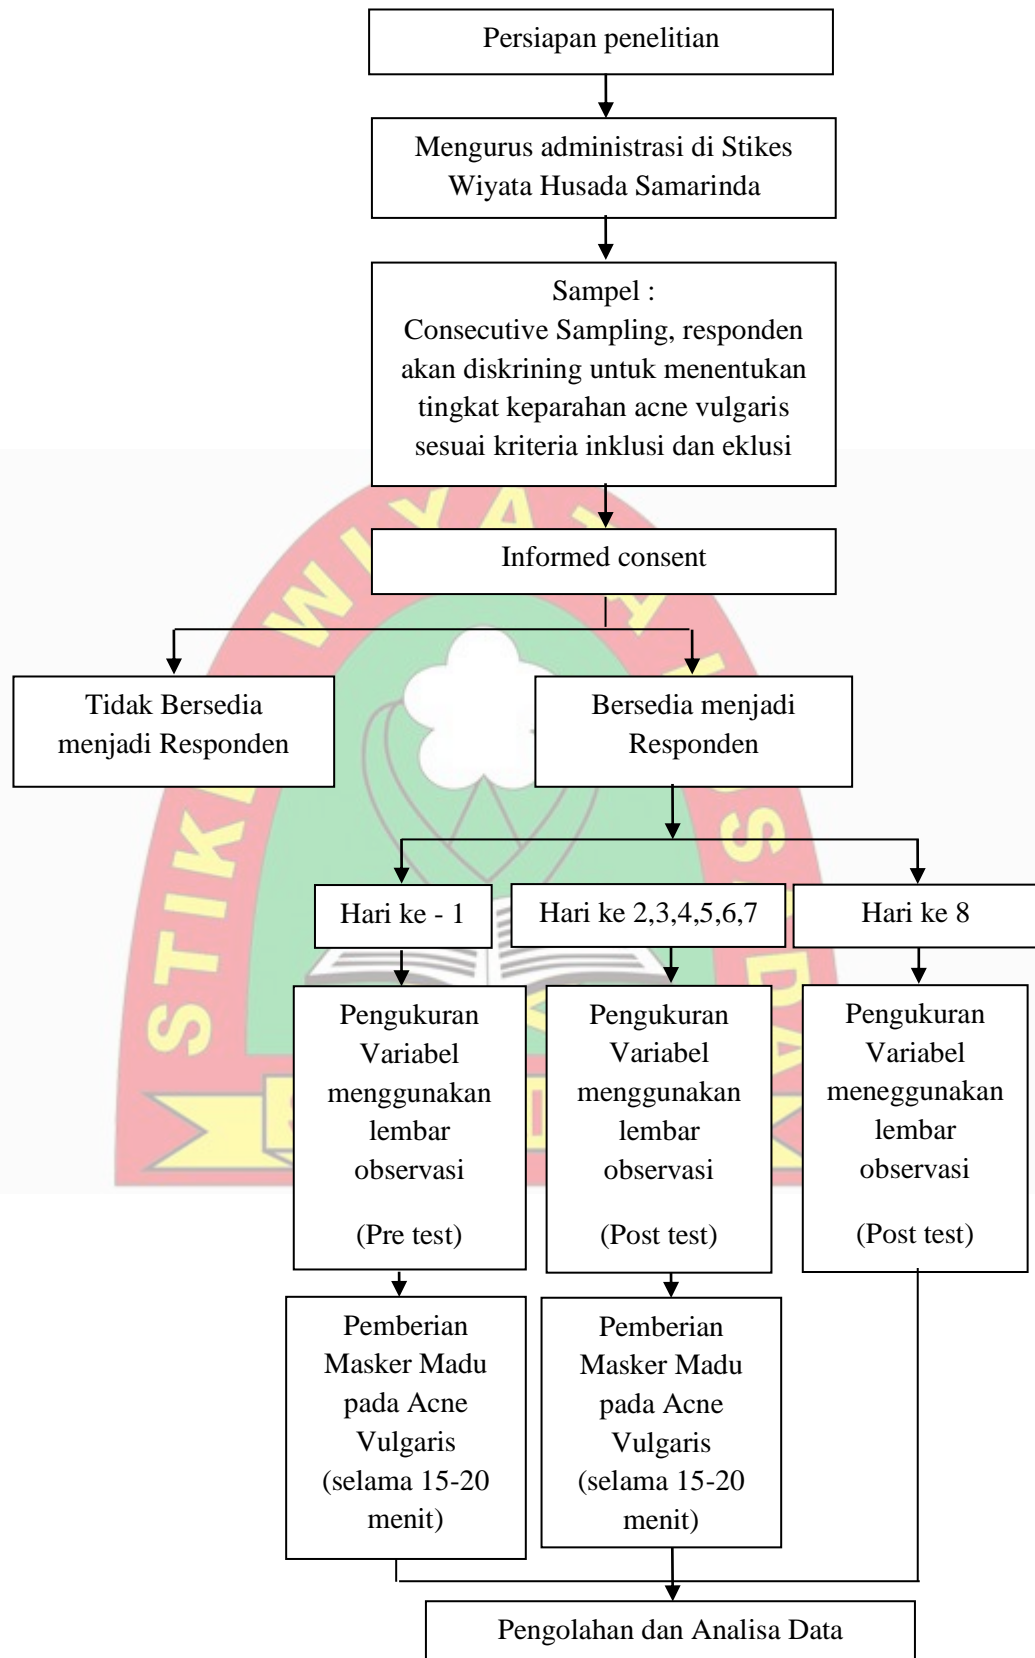 Persiapan penelitian
Mengurus administrasi di Stikes
Wiyata Husada Samarinda
Sampel :
Consecutive Sampling, responden
akan diskrining untuk menentukan
tingkat keparahan acne vulgaris
sesuai kriteria inklusi dan eklusi
Informed consent
Tidak Bersedia
menjadi Responden
Bersedia menjadi
Responden
Hari ke - 1
Hari ke 2,3,4,5,6,7
Hari ke 8
Pengukuran
Variabel
menggunakan
lembar
observasi
(Pre test)
Pengukuran
Variabel
menggunakan
lembar
observasi
(Post test)
Pengukuran
Variabel
meneggunakan
lembar
observasi
(Post test)
Pemberian
Masker Madu
pada Acne
Vulgaris
(selama 15-20
menit)
Pemberian
Masker Madu
pada Acne
Vulgaris
(selama 15-20
menit)
Pengolahan dan Analisa Data